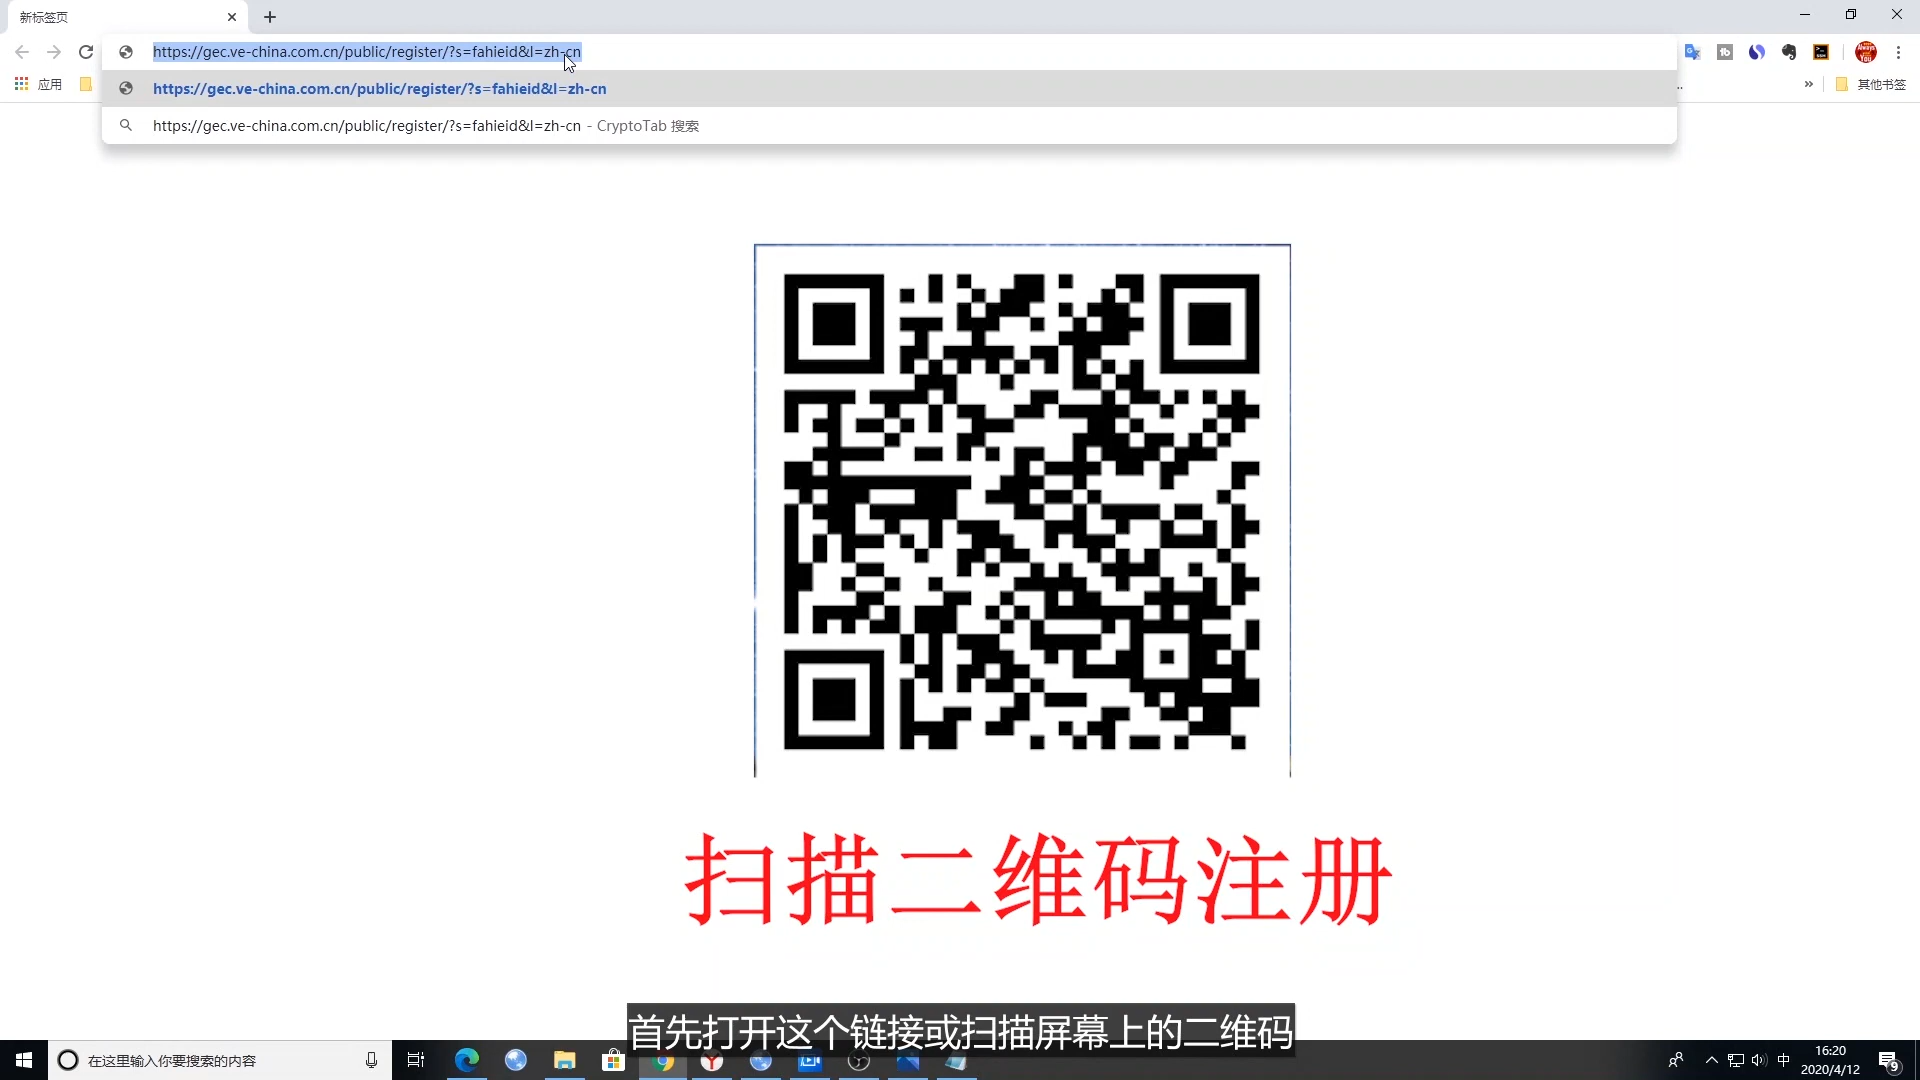 新标签页
https://gec.ve-china.com.cn/public/register/?s=fahieid&l=zh-cn
https://gec.ve-china.com.cn/public/register/?s=fahieid&l=zh-cn
应用
其他书签
https://gec.ve-china.com.cn/public/register/?s=fahieid&l=zh-cn - CryptoTab 搜索
扫描二维码注册
首先打开这个链接或扫描屏幕上的二维码
在这里输入你要搜索的内容
中
16:20
2020/4/12
9